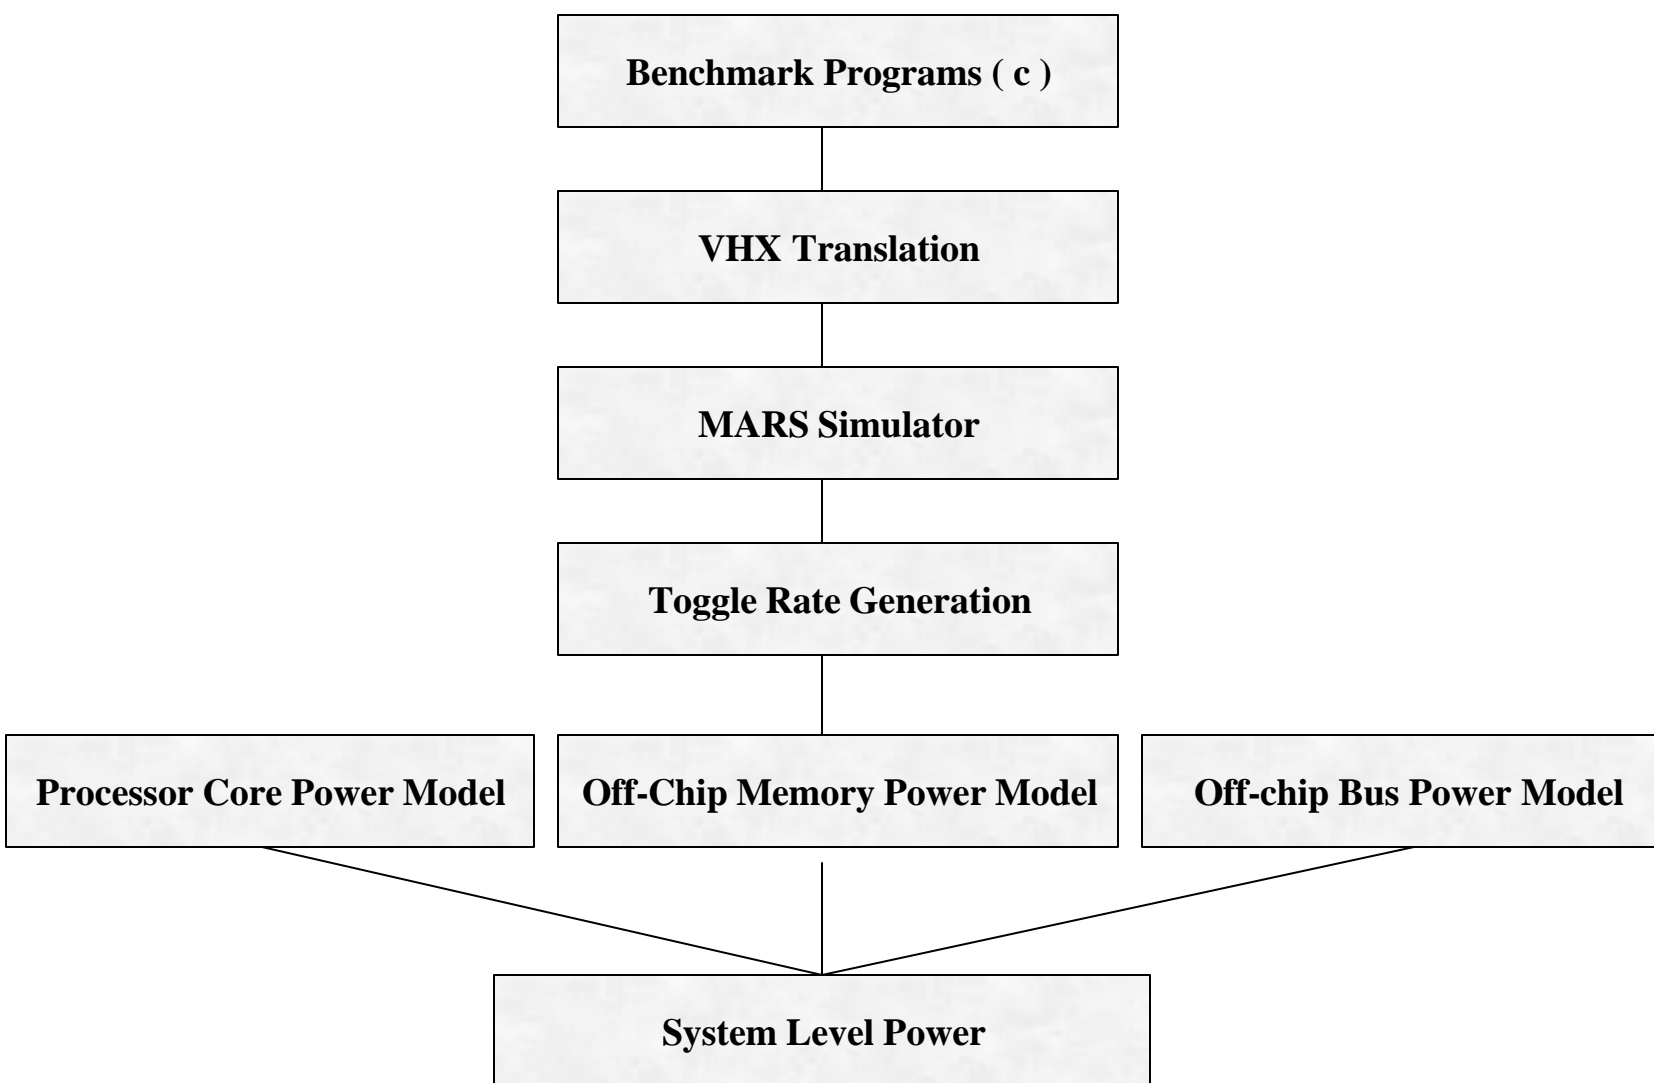 Benchmark Programs ( c )
VHX Translation
MARS Simulator
Toggle Rate Generation
Processor Core Power Model
Off-Chip Memory Power Model
Off-chip Bus Power Model
System Level Power